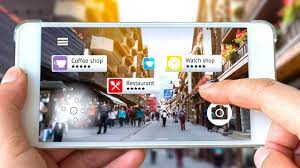 Coffee shop
★★★★★
Watch shop
★★★★★
Restaurant
★★★★★